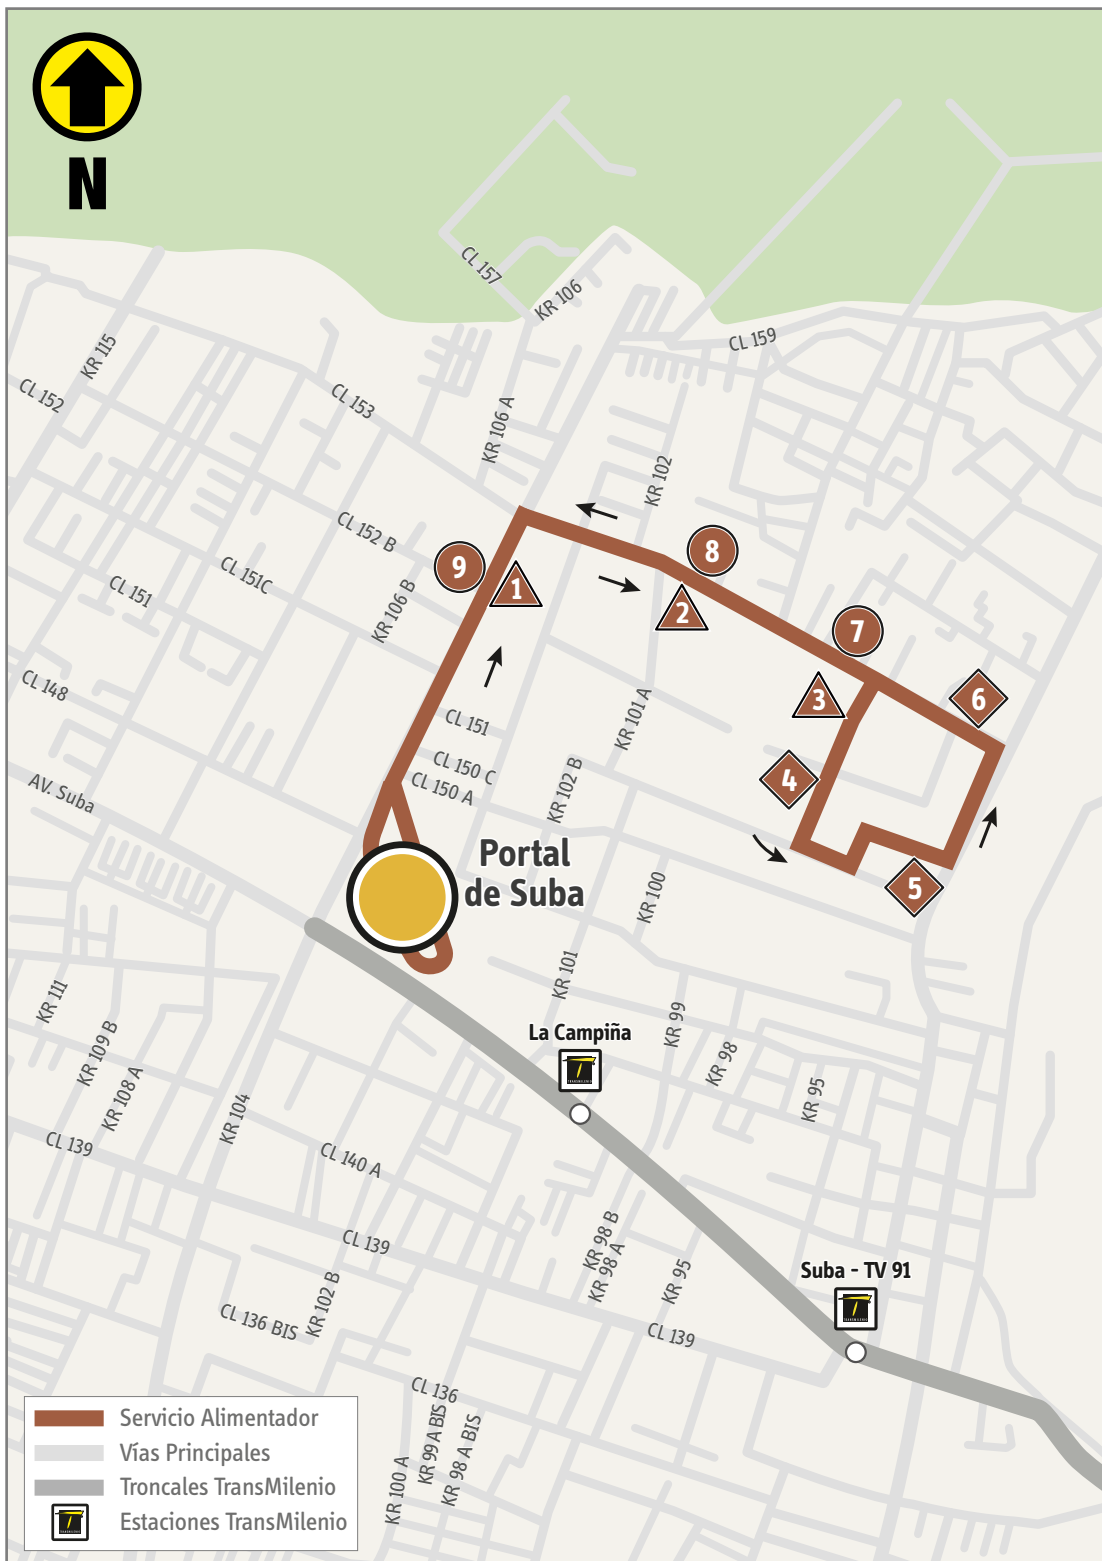 N
CL 157
KR 106
KR 115
CL 159
CL 152
CL 153
KR 106 A
KR 102
CL 152 B
8
9
1
CL 151C
CL 151
KR 106 B
2
7
3
6
CL 148
KR 101 A
CL 151
CL 150 C
CL 150 A
KR 102 B
4
AV. Suba
Portal
de Suba
5
KR 100
KR 101
KR 111
KR 99
La Campiña
TRANSMILENIO
KR 109 B
KR 98
KR 108 A
KR 95
KR 104
CL 139
CL 140 A
CL 139
KR 98 B
KR 98 A
KR 95
Suba - TV 91
TRANSMILENIO
KR 102 B
CL 136 BIS
CL 139
CL 136
KR 99 A BIS
KR 98 A BIS
KR 100 A
Servicio Alimentador
Vías Principales
Troncales TransMilenio
TRANSMILENIO
Estaciones TransMilenio